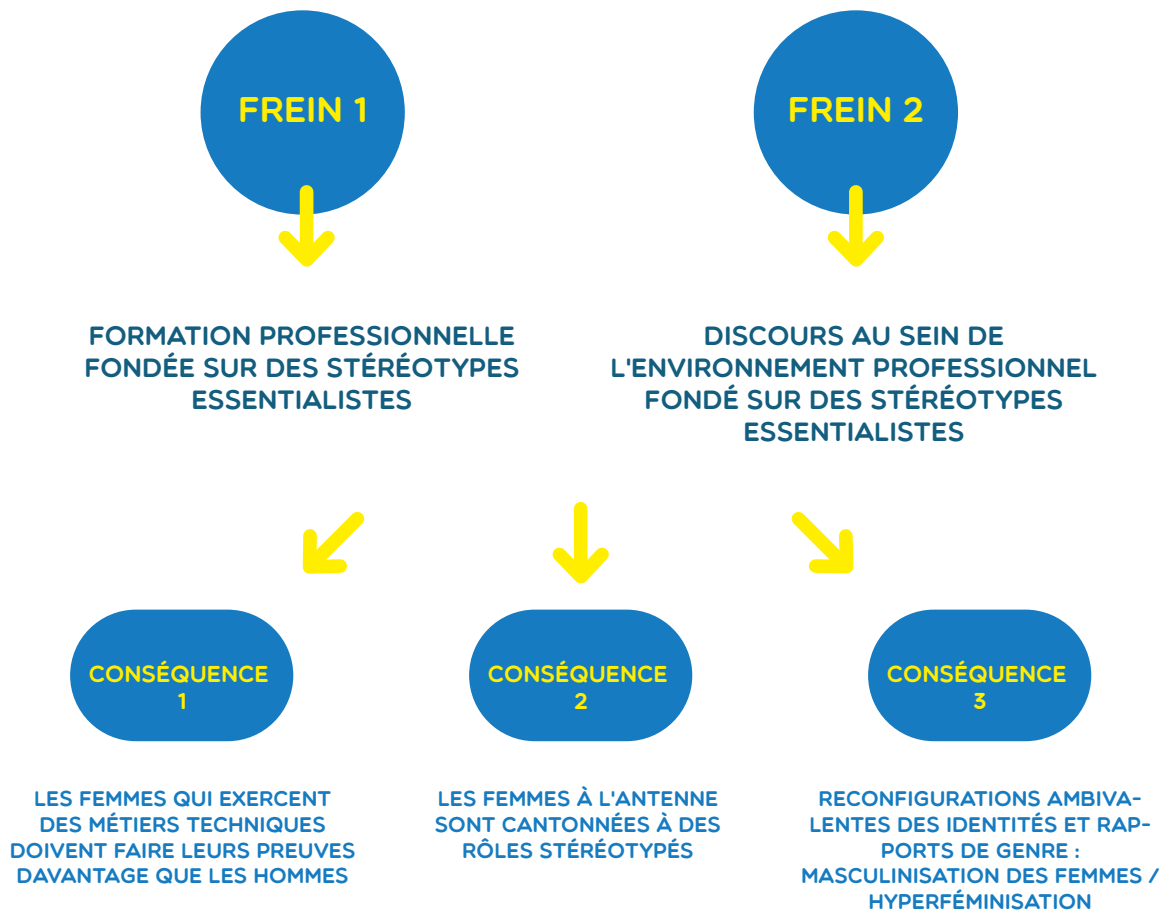 FREIN 1
FORMATION PROFESSIONNELLE
FONDÉE SUR DES STÉRÉOTYPES
ESSENTIALISTES
FREIN 2
DISCOURS AU SEIN DE
L'ENVIRONNEMENT PROFESSIONNEL
FONDÉ SUR DES STÉRÉOTYPES
ESSENTIALISTES
CONSÉQUENCE
1
LES FEMMES QUI EXERCENT
DES MÉTIERS TECHNIQUES
DOIVENT FAIRE LEURS PREUVES
DAVANTAGE QUE LES HOMMES
CONSÉQUENCE
2
LES FEMMES À L'ANTENNE
SONT CANTONNÉES À DES
RÔLES STÉRÉOTYPÉS
CONSÉQUENCE
3
RECONFIGURATIONS AMBIVA-
LENTES DES IDENTITÉS ET RAP-
PORTS DE GENRE :
MASCULINISATION DES FEMMES /
HYPERFÉMINISATION